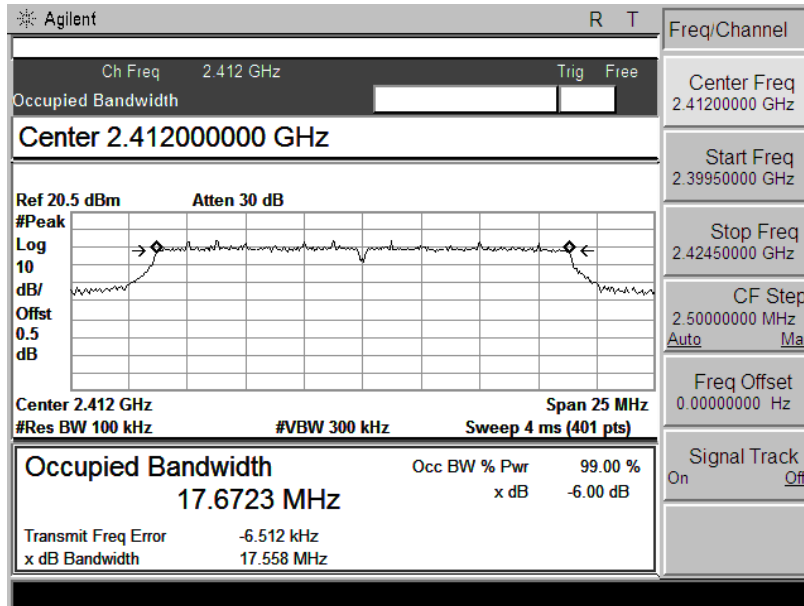 Agilent R T
Ch Freq 2.412 GHz Trig Free
Occupied Bandwidth
Center 2.412000000 GHz
Ref 20.5 dBm Atten 30 dB
#Peak
Log
10
dB/
Offst
0.5
dB
Center 2.412 GHz Span 25 MHz
#Res BW 100 kHz #VBW 300 kHz Sweep 4 ms (401 pts)
Occupied Bandwidth Occ BW % Pwr 99.00 %
17.6723 MHz x dB -6.00 dB
Transmit Freq Error -6.512 kHz
x dB Bandwidth 17.558 MHz
Freq/Channel
Center Freq
2.41200000 GHz
Start Freq
2.39950000 GHz
Stop Freq
2.42450000 GHz
CF Step
2.50000000 MHz
Auto Ma
Freq Offset
0.00000000 Hz
Signal Track
On Off